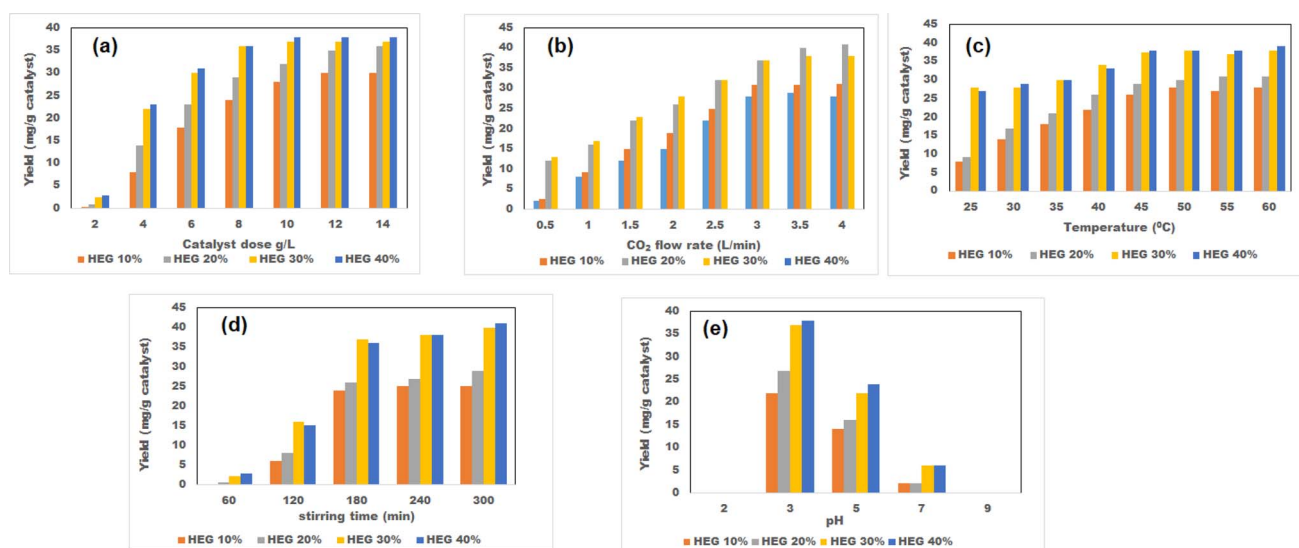 (a)
Yield (mg/g catalyst)
40
35
30
25
20
15
10
5
0
2 4 6 8 10 12 14
Catalyst dose g/L
HEG 10% HEG 20% HEG 30% HEG 40%
(b)
Yield (mg/g catalyst)
45
40
35
30
25
20
15
10
5
0
0.5 1 1.5 2 2.5 3 3.5 4
CO₂ flow rate (L/min)
HEG 10% HEG 20% HEG 30% HEG 40%
(c)
Yield (mg/g catalyst)
45
40
35
30
25
20
15
10
5
0
25 30 35 40 45 50 55 60
Temperature (⁰C)
HEG 10% HEG 20% HEG 30% HEG 40%
(d)
Yield (mg/g catalyst)
45
40
35
30
25
20
15
10
5
0
60 120 180 240 300
stirring time (min)
HEG 10% HEG 20% HEG 30% HEG 40%
(e)
Yield (mg/g catalyst)
40
35
30
25
20
15
10
5
0
2 3 5 7 9
pH
HEG 10% HEG 20% HEG 30% HEG 40%